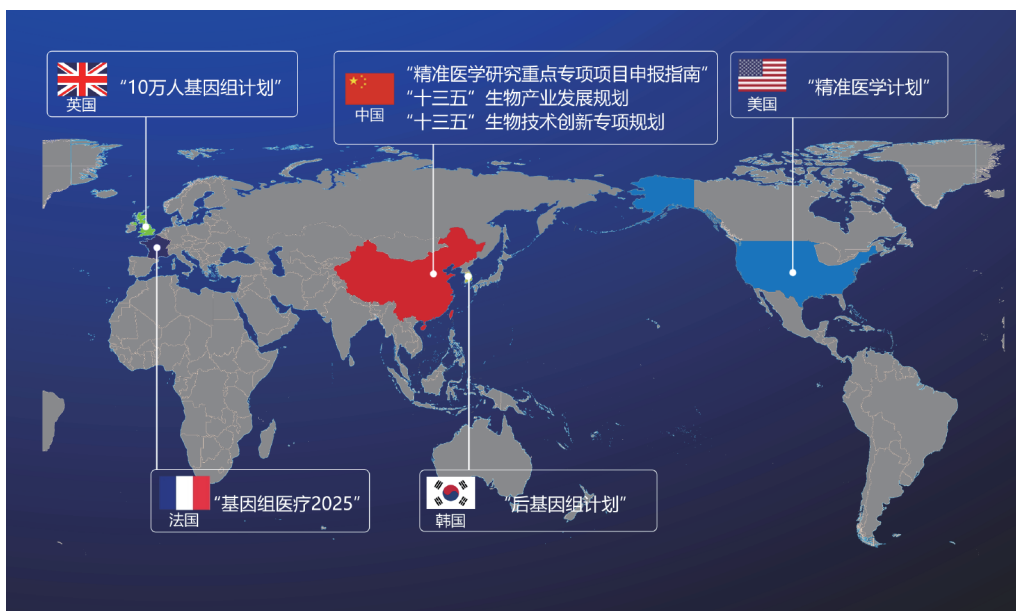 英国
“10万人基因组计划”
中国
“精准医学研究重点专项项目申报指南”
“十三五”生物产业发展规划
“十三五”生物技术创新专项规划
美国
“精准医学计划”
法国
“基因组医疗2025”
韩国
“后基因组计划”